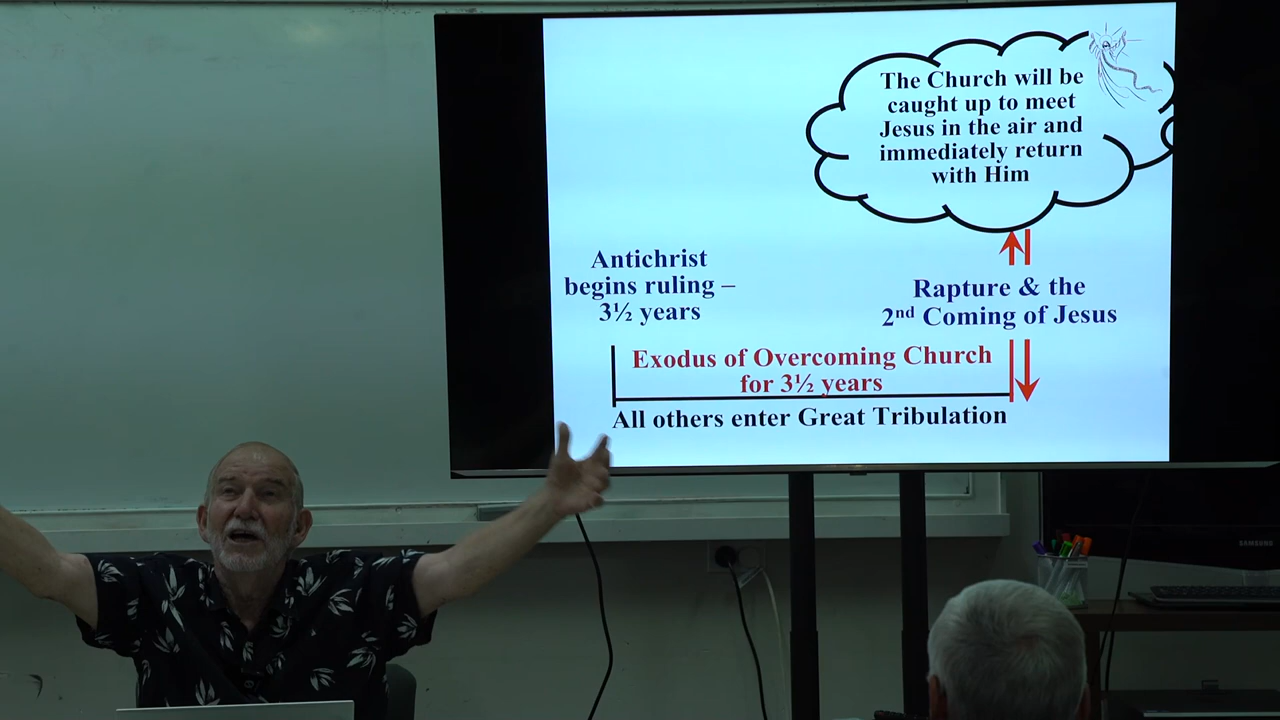 The Church will be
caught up to meet
Jesus in the air and
immediately return
with Him
Antichrist
begins ruling –
3½ years
Rapture & the
2nd Coming of Jesus
Exodus of Overcoming Church
for 3½ years
All others enter Great Tribulation
SAMSUNG